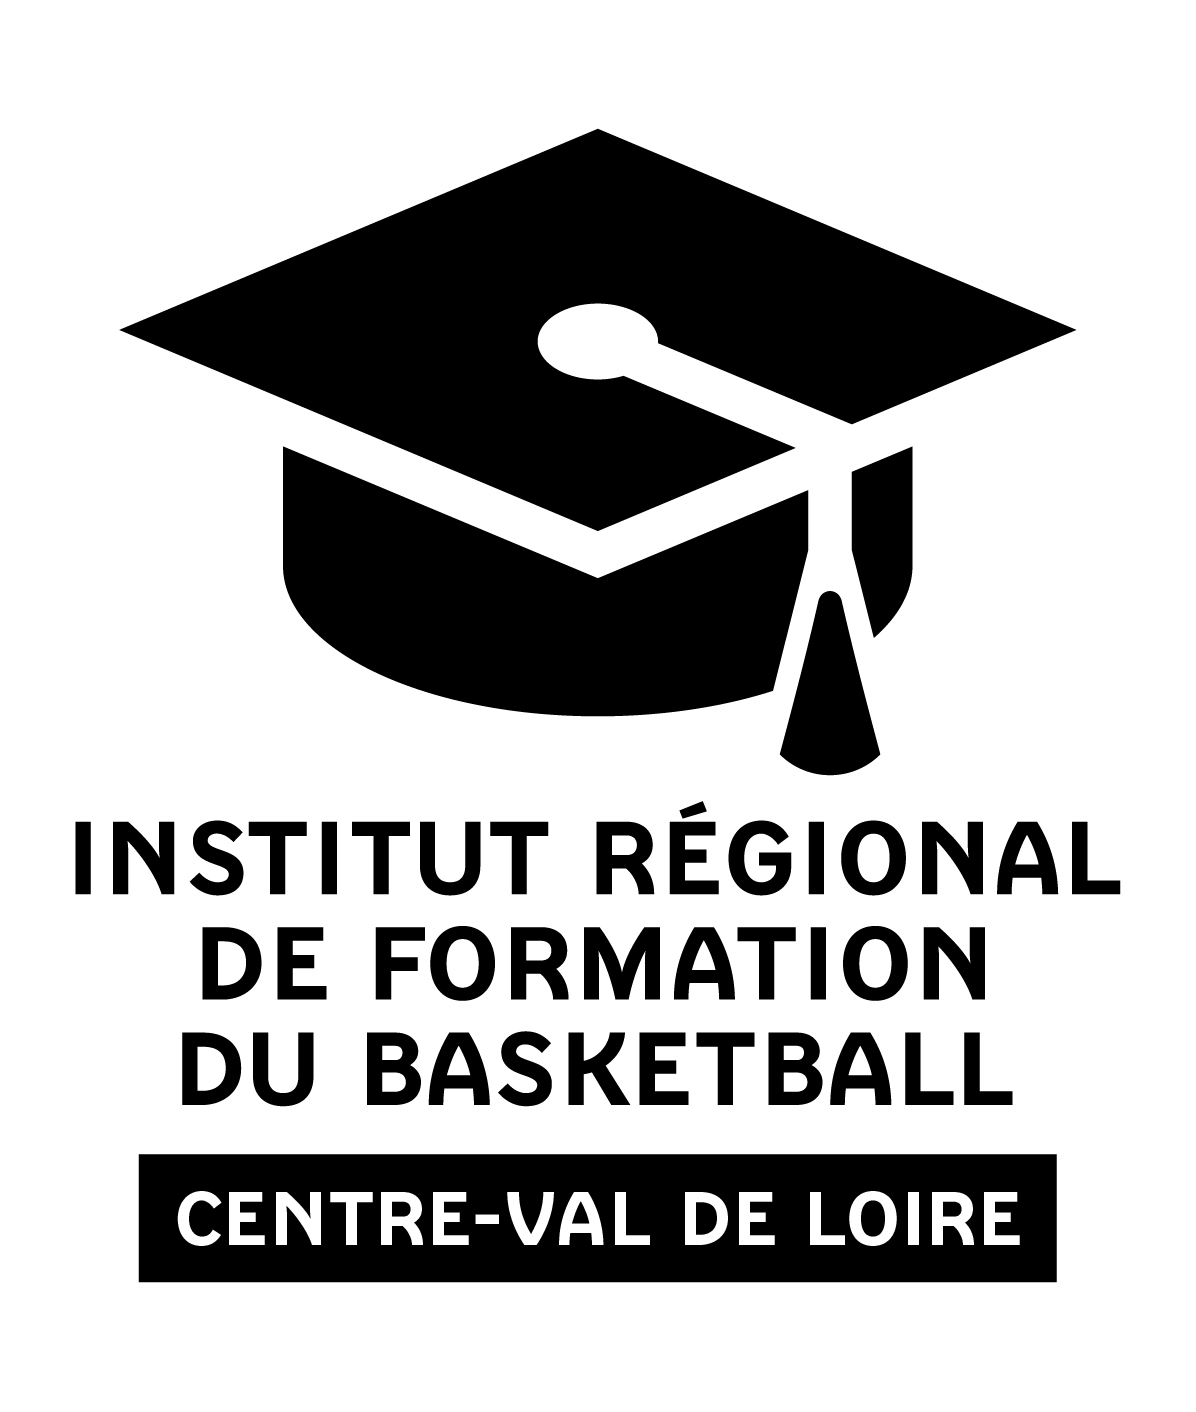 INSTITUT RÉGIONAL
DE FORMATION
DU BASKETBALL
CENTRE-VAL DE LOIRE